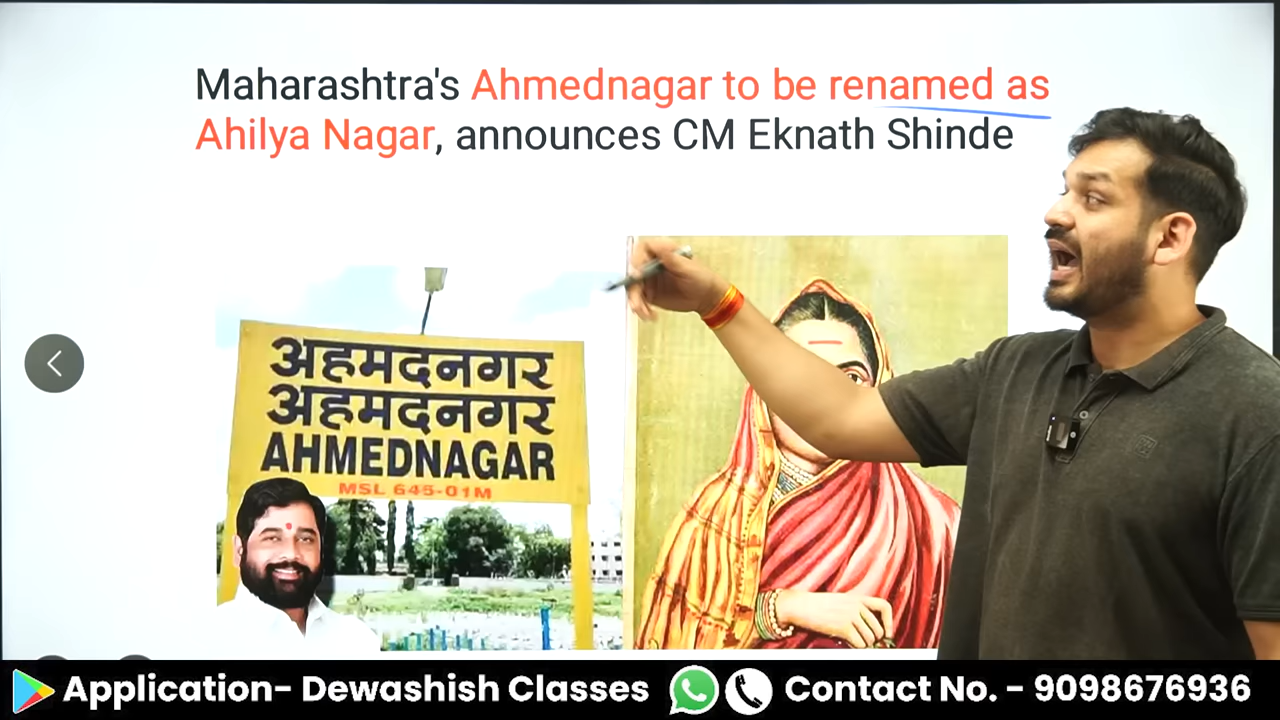 Maharashtra's Ahmednagar to be renamed as
Ahilya Nagar, announces CM Eknath Shinde
अहमदनगर
अहमदनगर
AHMEDNAGAR
MSL 645-01M
Application- Dewashish Classes
Contact No. - 9098676936